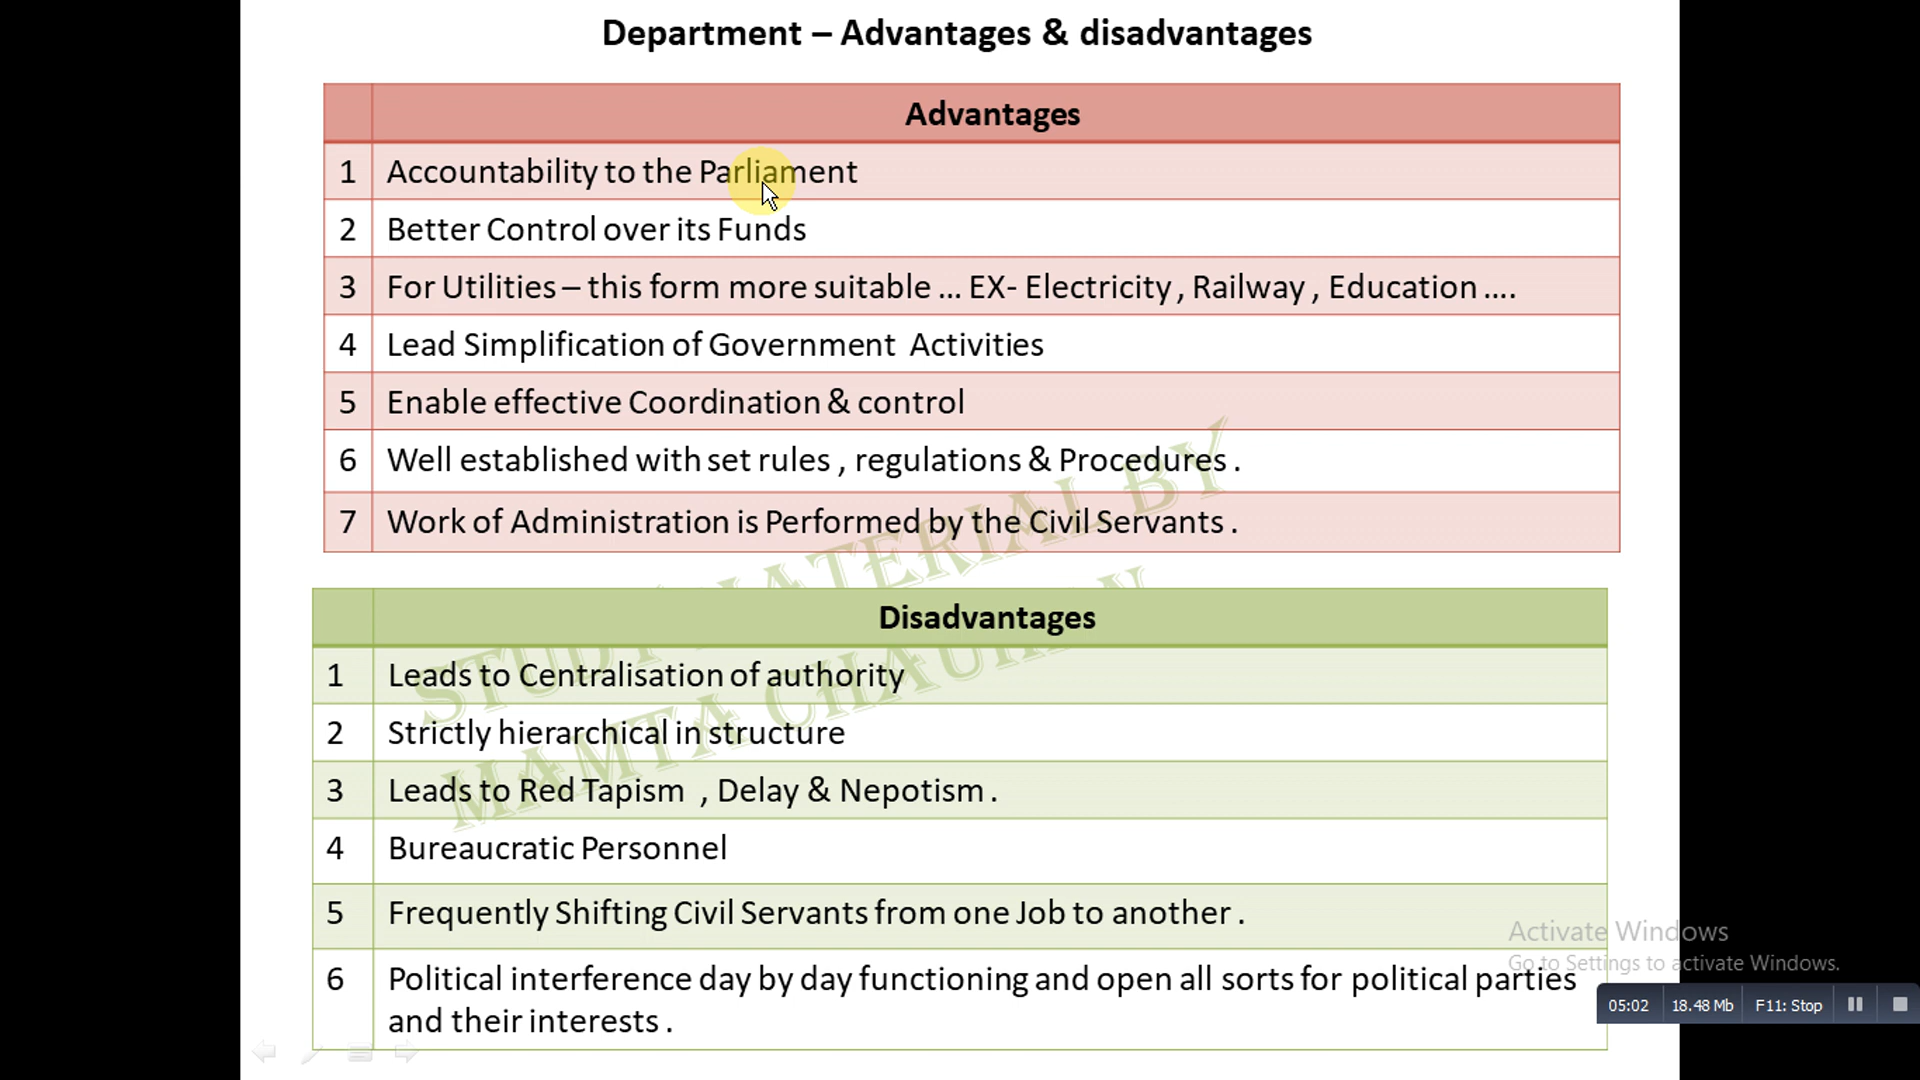 Department – Advantages & disadvantages
Advantages
1 Accountability to the Parliament
2 Better Control over its Funds
3 For Utilities – this form more suitable ... EX- Electricity , Railway , Education ....
4 Lead Simplification of Government Activities
5 Enable effective Coordination & control
6 Well established with set rules , regulations & Procedures .
7 Work of Administration is Performed by the Civil Servants .
STUDY MATERIAL BY
MAMTA CHAUHAN
Disadvantages
1 Leads to Centralisation of authority
2 Strictly hierarchical in structure
3 Leads to Red Tapism , Delay & Nepotism .
4 Bureaucratic Personnel
5 Frequently Shifting Civil Servants from one Job to another .
6 Political interference day by day functioning and open all sorts for political parties
and their interests .
Activate Windows
Go to Settings to activate Windows.
05:02 18.48 Mb F11: Stop